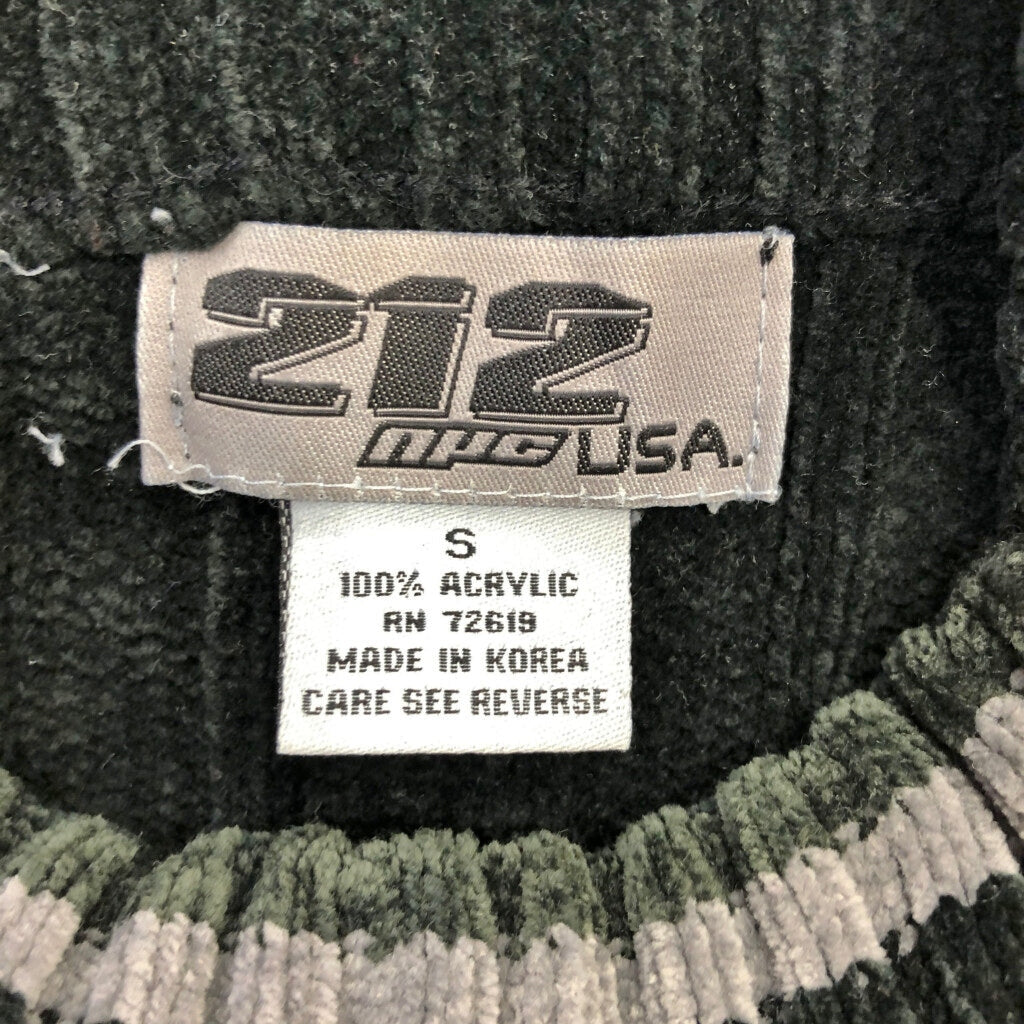 212
nyc USA.
S
100% ACRYLIC
RN 72619
MADE IN KOREA
CARE SEE REVERSE